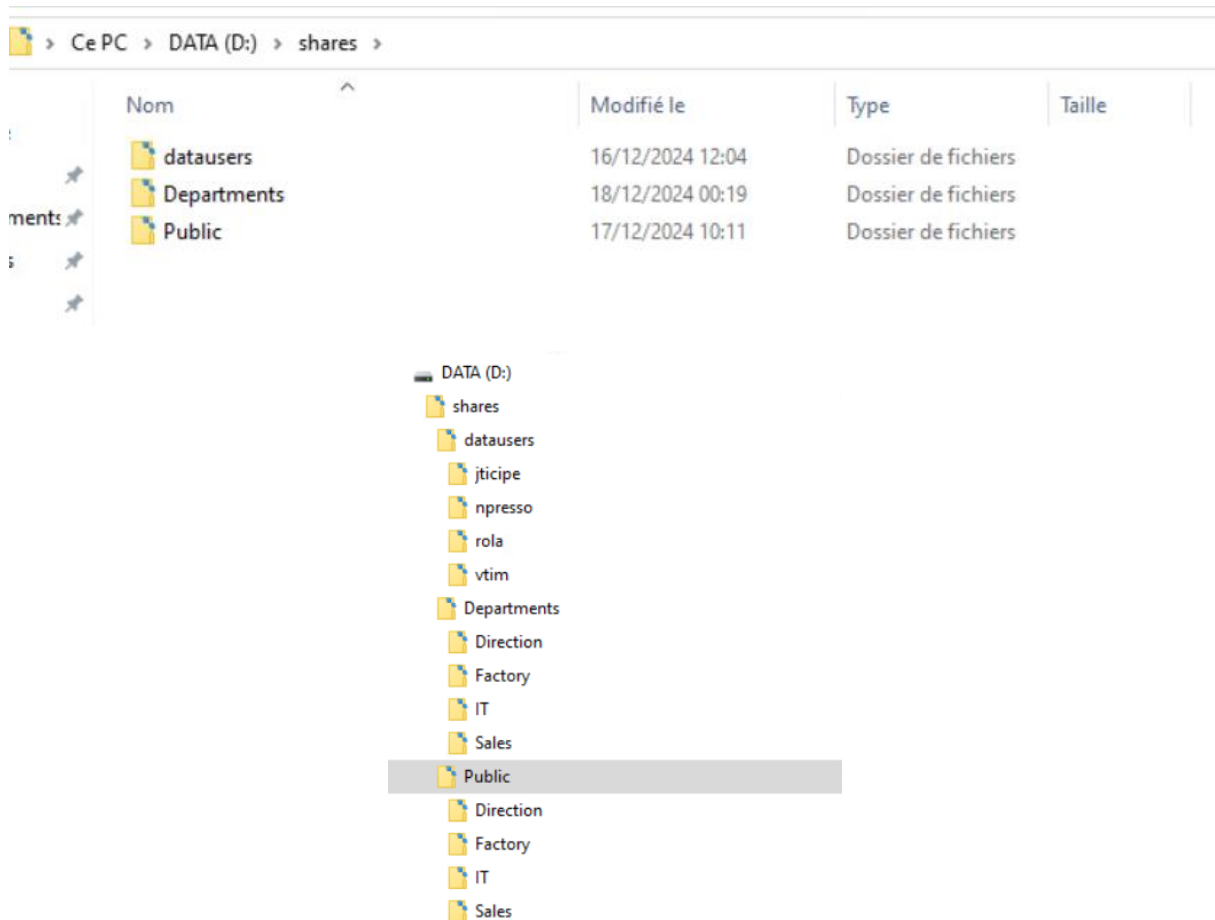 > Ce PC > DATA (D:) > shares >
Nom Modifié le Type Taille
datausers 16/12/2024 12:04 Dossier de fichiers
Departments 18/12/2024 00:19 Dossier de fichiers
ments
Public 17/12/2024 10:11 Dossier de fichiers
s
DATA (D:)
shares
datausers
jticipe
npresso
rola
vtim
Departments
Direction
Factory
IT
Sales
Public
Direction
Factory
IT
Sales